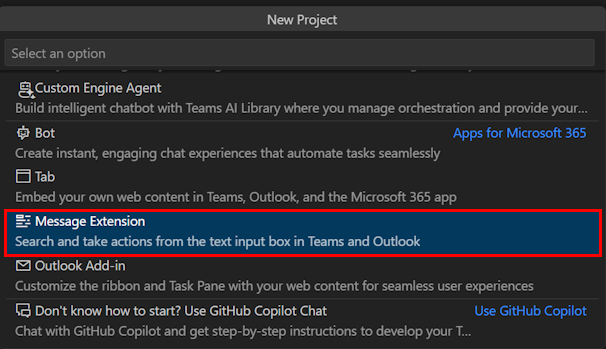 New Project
Select an option
Custom Engine Agent
Build intelligent chatbot with Teams AI Library where you manage orchestration and provide your...
Bot Apps for Microsoft 365
Create instant, engaging chat experiences that automate tasks seamlessly
Tab
Embed your own web content in Teams, Outlook, and the Microsoft 365 app
Message Extension
Search and take actions from the text input box in Teams and Outlook
Outlook Add-in
Customize the ribbon and Task Pane with your web content for seamless user experiences
Don't know how to start? Use GitHub Copilot Chat Use GitHub Copilot
Chat with GitHub Copilot and get step-by-step instructions to develop your T...